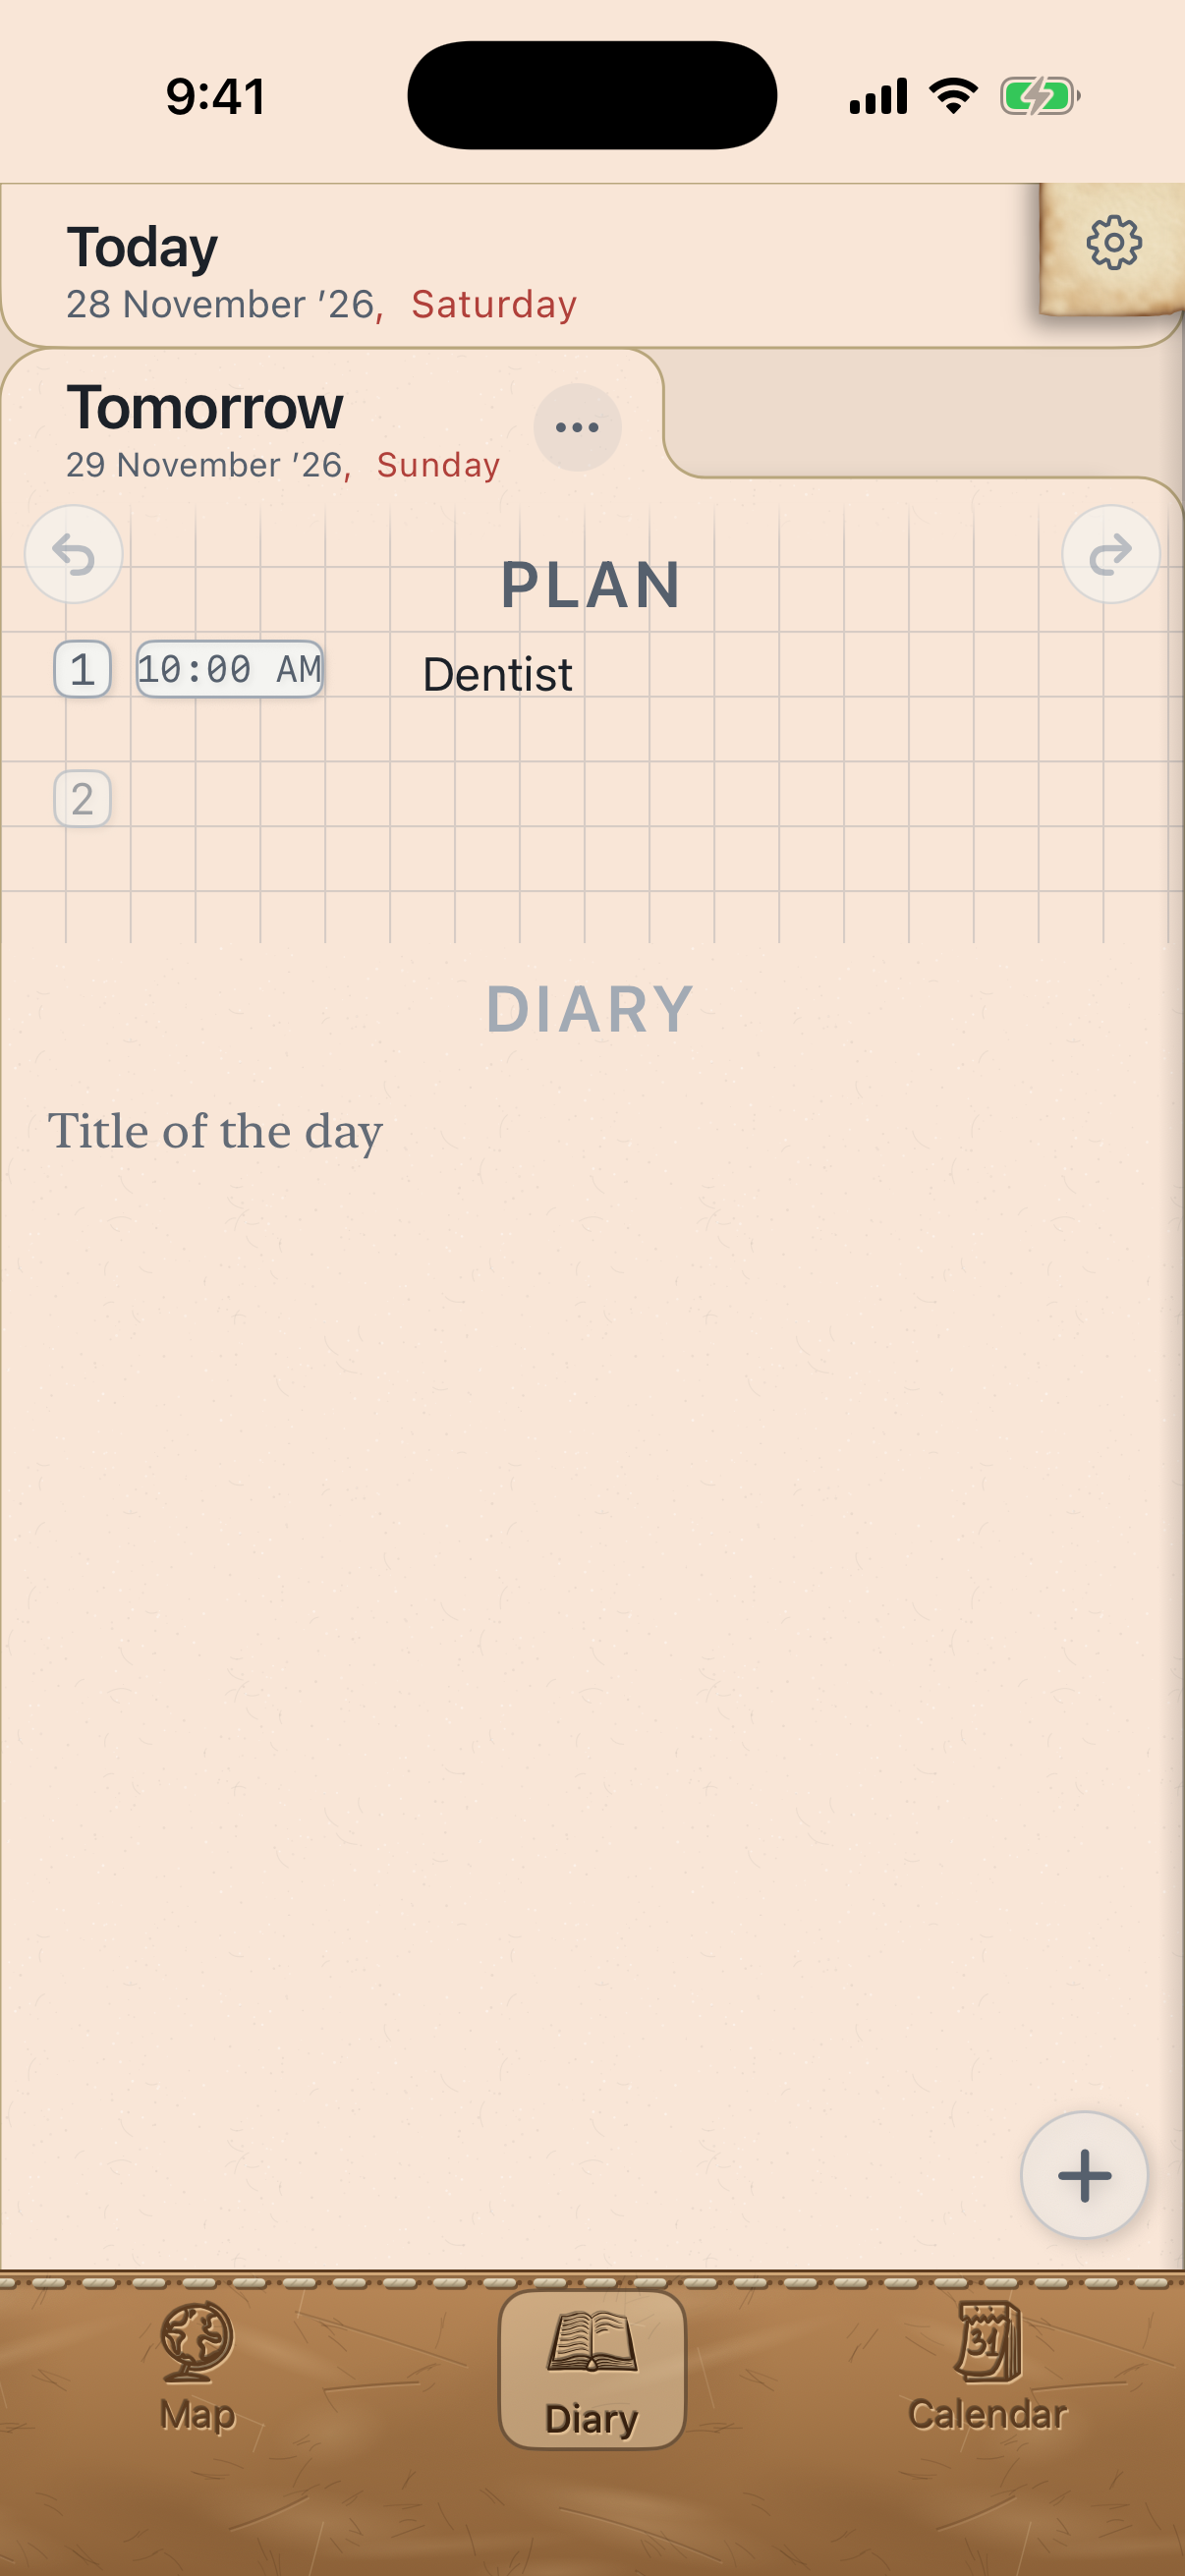 9:41
Today
28 November ’26, Saturday
Tomorrow
29 November ’26, Sunday
PLAN
1 10:00 AM Dentist
2
DIARY
Title of the day
31
Map Diary Calendar